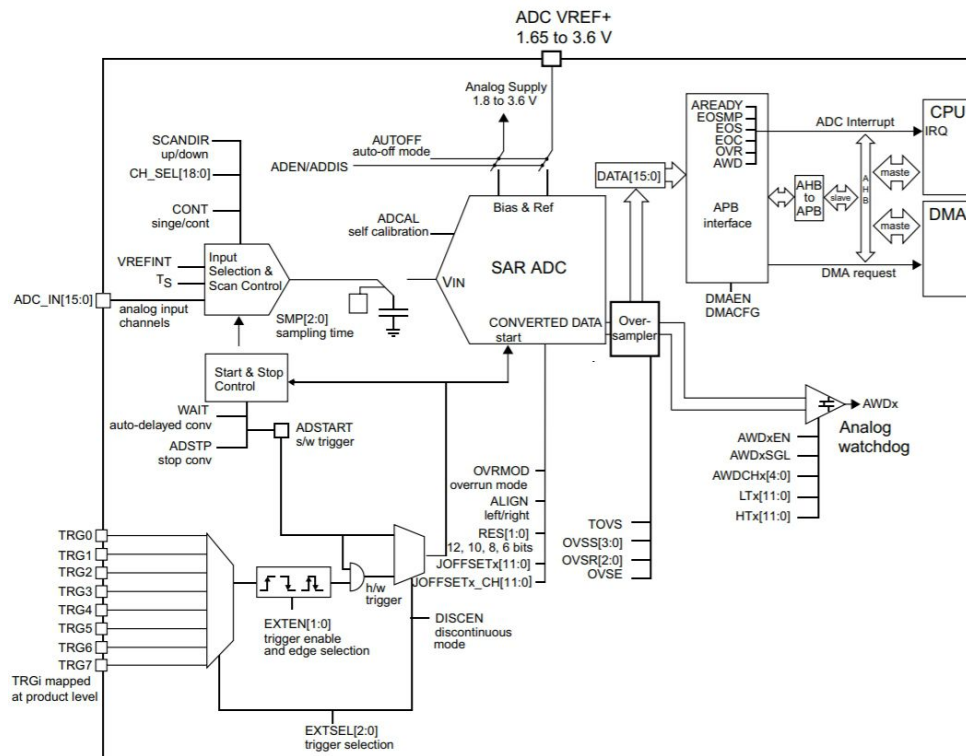 ADC VREF+
1.65 to 3.6 V
Analog Supply
1.8 to 3.6 V
SCANDIR
up/down
CH_SEL[18:0]
CONT
singe/cont
AUTOFF
auto-off mode
ADEN/ADDIS
ADCAL
self calibration
Bias & Ref
SAR ADC
VIN
CONVERTED DATA
start
VREFINT
TS
ADC_IN[15:0]
analog input
channels
Input
Selection &
Scan Control
SMP[2:0]
sampling time
DATA[15:0]
AREADY
EOSMP
EOS
EOC
OVR
AWD
APB
interface
ADC Interrupt
CPU
IRQ
AHB
to
APB
slave
A
H
B
maste
maste
DMA
DMA request
DMAEN
DMACFG
Over-
sampler
Start & Stop
Control
WAIT
auto-delayed conv
ADSTP
stop conv
ADSTART
s/w trigger
AWDx
Analog
watchdog
AWDxEN
AWDxSGL
AWDCHx[4:0]
LTx[11:0]
HTx[11:0]
OVRMOD
overrun mode
ALIGN
left/right
RES[1:0]
12, 10, 8, 6 bits
JOFFSETx[11:0]
JOFFSETx_CH[11:0]
TOVS
OVSS[3:0]
OVSR[2:0]
OVSE
TRG0
TRG1
TRG2
TRG3
TRG4
TRG5
TRG6
TRG7
TRGi mapped
at product level
h/w
trigger
EXTEN[1:0]
trigger enable
and edge selection
DISCEN
discontinuous
mode
EXTSEL[2:0]
trigger selection